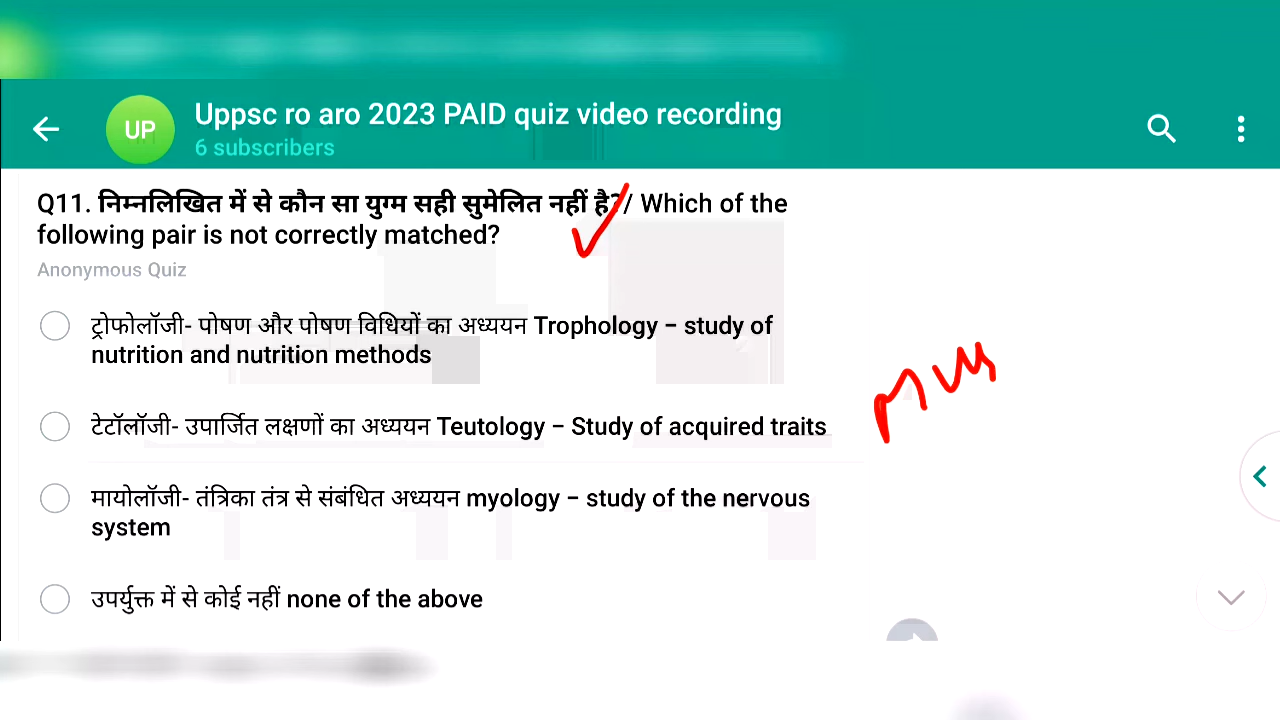 UP
Uppsc ro aro 2023 PAID quiz video recording
6 subscribers
Q11. निम्नलिखित में से कौन सा युग्म सही सुमेलित नहीं है?/ Which of the
following pair is not correctly matched?
Anonymous Quiz
ट्रोफोलॉजी- पोषण और पोषण विधियों का अध्ययन Trophology – study of
nutrition and nutrition methods
टेटॉलॉजी- उपार्जित लक्षणों का अध्ययन Teutology – Study of acquired traits
मायोलॉजी- तंत्रिका तंत्र से संबंधित अध्ययन myology – study of the nervous
system
उपर्युक्त में से कोई नहीं none of the above